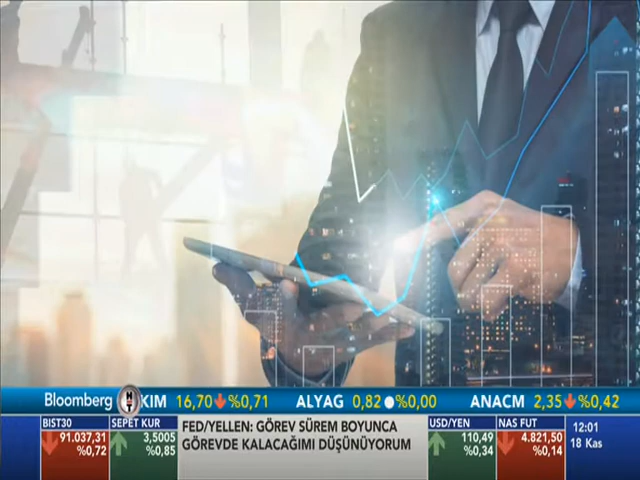 Bloomberg HT KIM 16,70 %0,71 ALYAG 0,82 %0,00 ANACM 2,35 %0,42
BIST30
91.037,31
%0,72
SEPET KUR
3,5005
%0,85
FED/YELLEN: GÖREV SÜREM BOYUNCA
GÖREVDE KALACAĞIMI DÜŞÜNÜYORUM
USD/YEN
110,49
%0,34
NAS FUT
4.821,50
%0,14
12:01
18 Kas